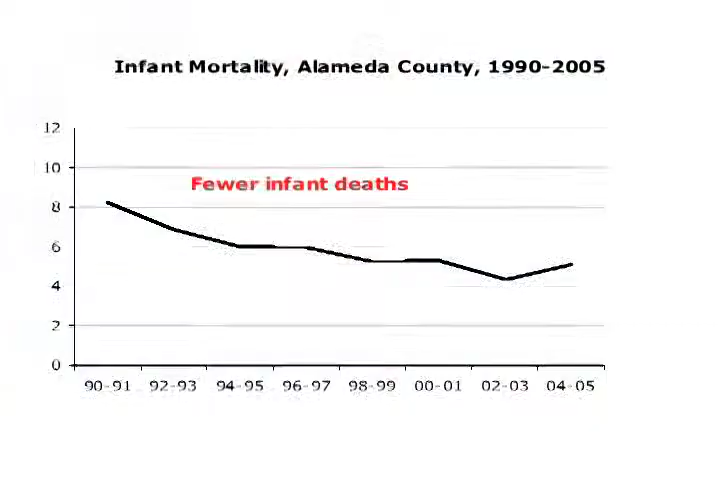 Infant Mortality, Alameda County, 1990-2005
12
10
Fewer infant deaths
8
6
4
2
0
90-91 92-93 94-95 96-97 98-99 00-01 02-03 04-05